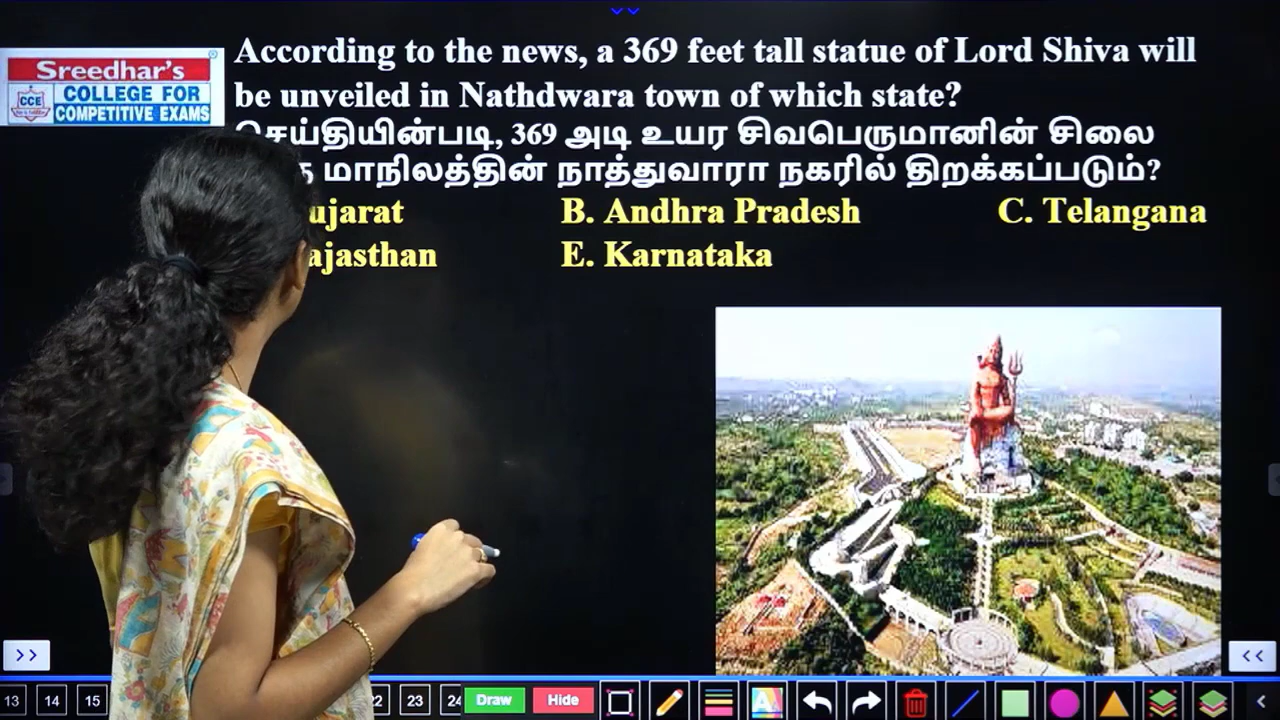 According to the news, a 369 feet tall statue of Lord Shiva will
be unveiled in Nathdwara town of which state?
செய்தியின்படி, 369 அடி உயர சிவபெருமானின் சிலை
மாநிலத்தின் நாத்துவாரா நகரில் திறக்கப்படும்?
ujarat B. Andhra Pradesh C. Telangana
ajasthan E. Karnataka
Sreedhar's
CCE
COLLEGE FOR
COMPETITIVE EXAMS
>> <<
13 14 15 22 23 24 Draw Hide